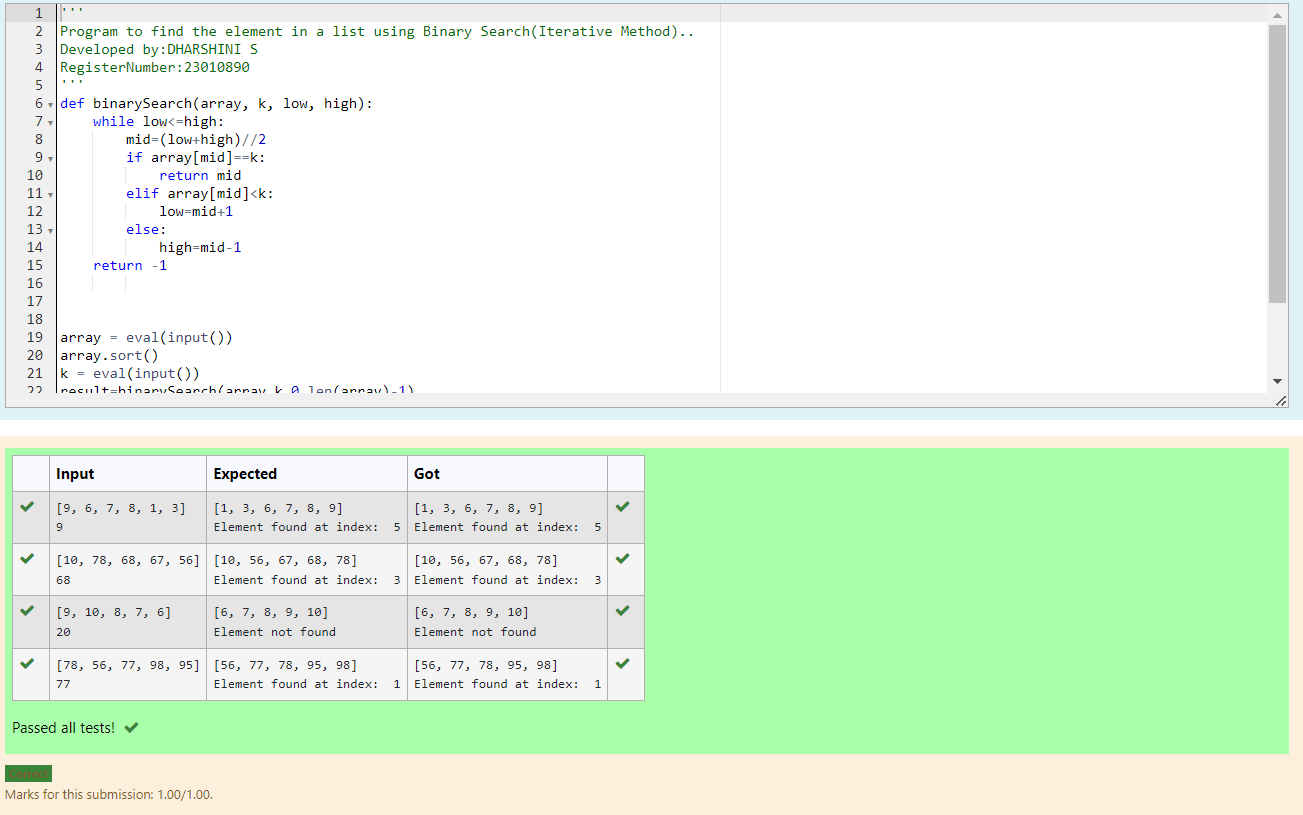 1 '''
2 Program to find the element in a list using Binary Search(Iterative Method)..
3 Developed by:DHARSHINI S
4 RegisterNumber:23010890
5 '''
6 def binarySearch(array, k, low, high):
7     while low<=high:
8         mid=(low+high)//2
9         if array[mid]==k:
10             return mid
11         elif array[mid]<k:
12             low=mid+1
13         else:
14             high=mid-1
15     return -1
16
17
18
19 array = eval(input())
20 array.sort()
21 k = eval(input())
22 result=binarySearch(array,k,0,len(array)-1)
Input Expected Got
[9, 6, 7, 8, 1, 3] [1, 3, 6, 7, 8, 9] [1, 3, 6, 7, 8, 9]
9 Element found at index:  5 Element found at index:  5
[10, 78, 68, 67, 56] [10, 56, 67, 68, 78] [10, 56, 67, 68, 78]
68 Element found at index:  3 Element found at index:  3
[9, 10, 8, 7, 6] [6, 7, 8, 9, 10] [6, 7, 8, 9, 10]
20 Element not found Element not found
[78, 56, 77, 98, 95] [56, 77, 78, 95, 98] [56, 77, 78, 95, 98]
77 Element found at index:  1 Element found at index:  1
Passed all tests!
Correct
Marks for this submission: 1.00/1.00.